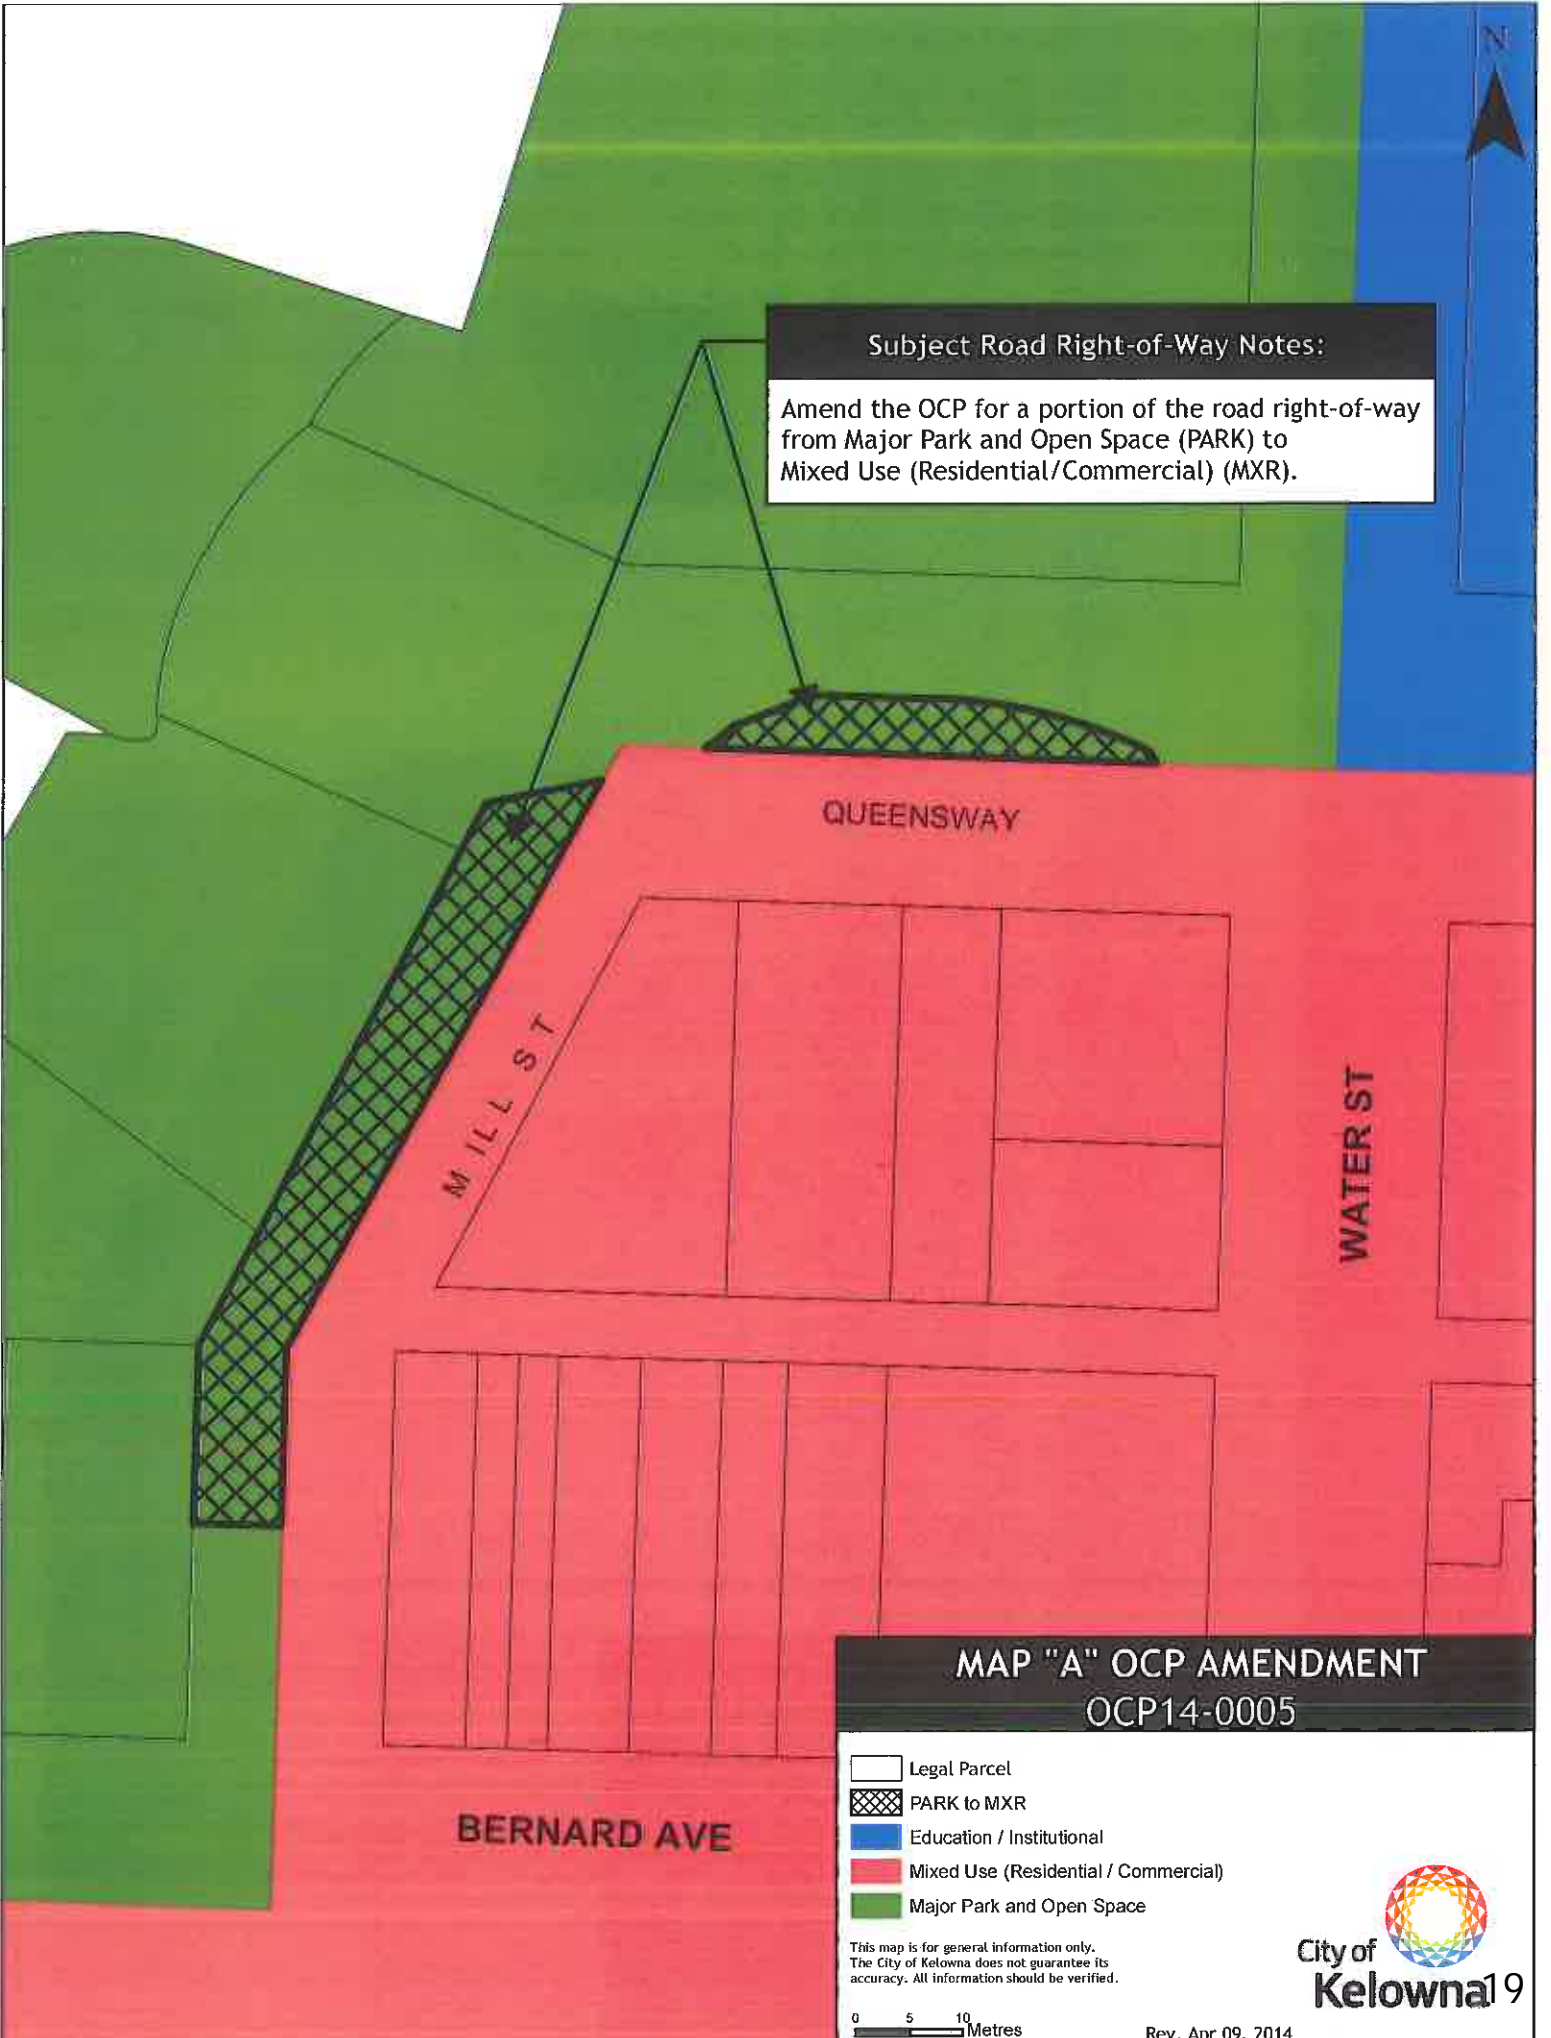 N
Subject Road Right-of-Way Notes:
Amend the OCP for a portion of the road right-of-way
from Major Park and Open Space (PARK) to
Mixed Use (Residential/Commercial) (MXR).
QUEENSWAY
MILL ST
WATER ST
BERNARD AVE
MAP "A" OCP AMENDMENT
OCP14-0005
Legal Parcel
PARK to MXR
Education / Institutional
Mixed Use (Residential / Commercial)
Major Park and Open Space
This map is for general information only.
The City of Kelowna does not guarantee its
accuracy. All information should be verified.
City of
Kelowna
19
0 5 10
Metres
Rev. Apr 09, 2014